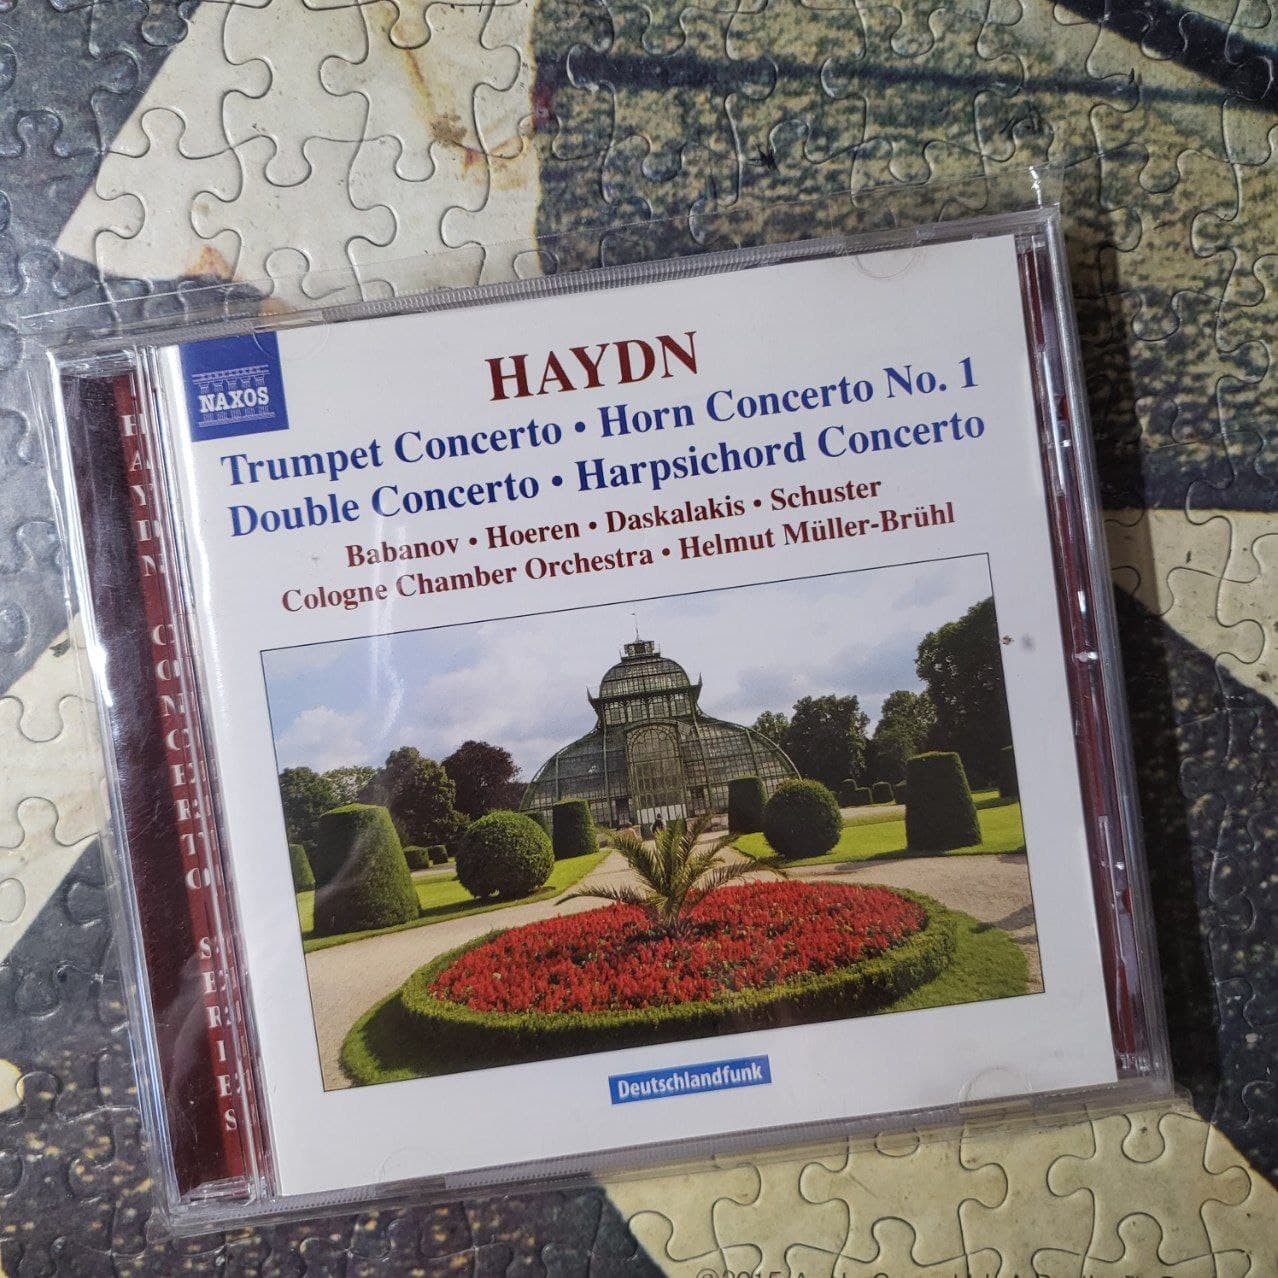 NAXOS
HAYDN
Trumpet Concerto • Horn Concerto No. 1
Double Concerto • Harpsichord Concerto
Babanov • Hoeren • Daskalakis • Schuster
Cologne Chamber Orchestra • Helmut Müller-Brühl
HAYDN CONCERTO SERIES
Deutschlandfunk